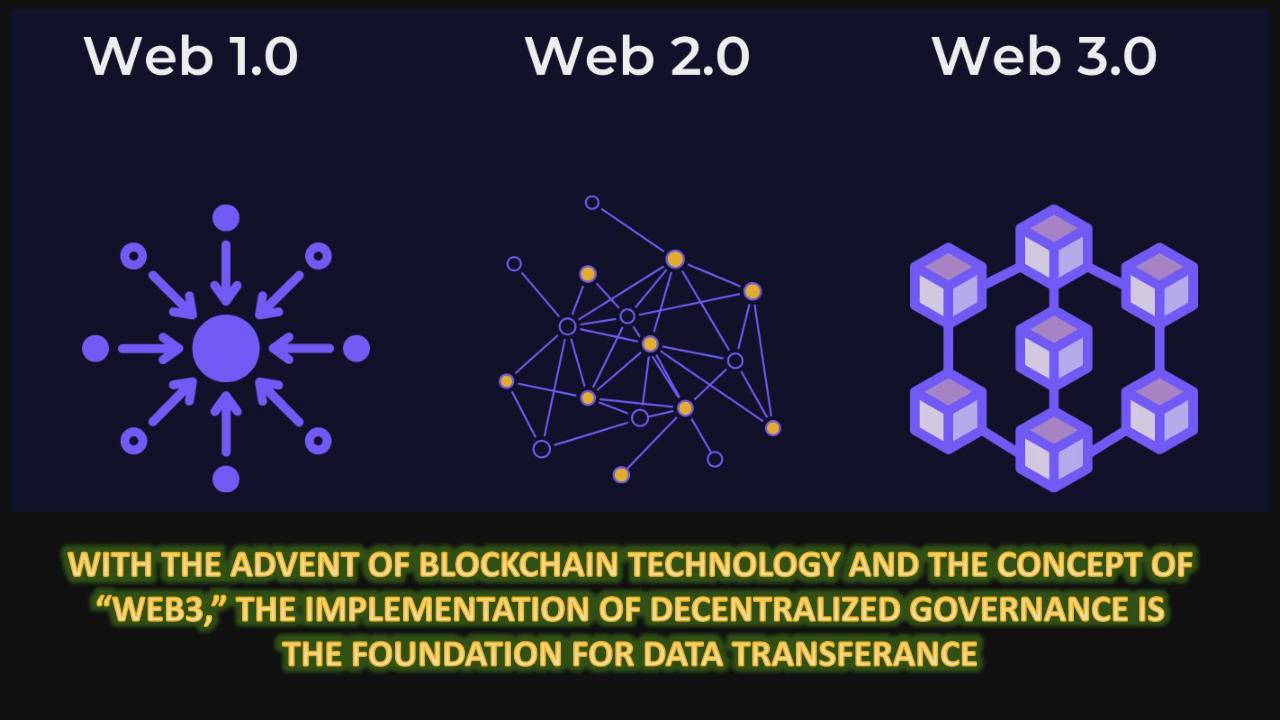 Web 1.0
Web 2.0
Web 3.0
WITH THE ADVENT OF BLOCKCHAIN TECHNOLOGY AND THE CONCEPT OF
“WEB3,” THE IMPLEMENTATION OF DECENTRALIZED GOVERNANCE IS
THE FOUNDATION FOR DATA TRANSFERANCE